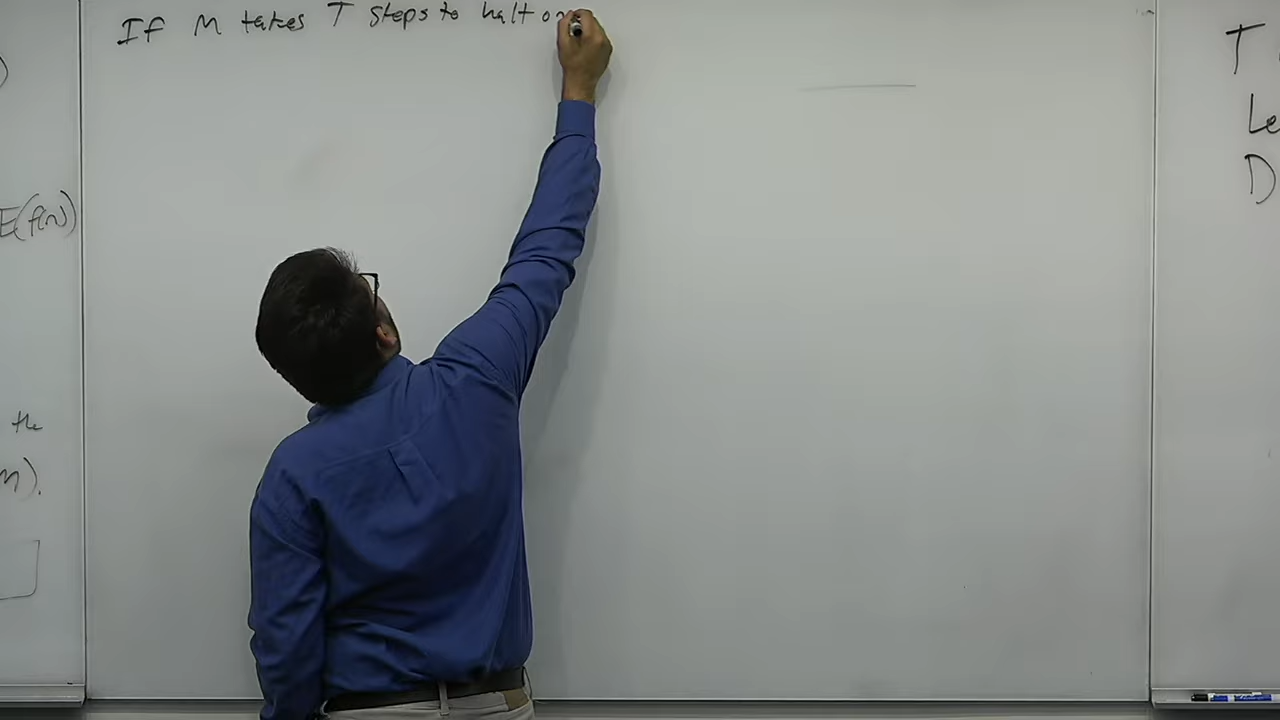 If M takes T steps to halt on
E(f(n))
the
m).
T
Le
D